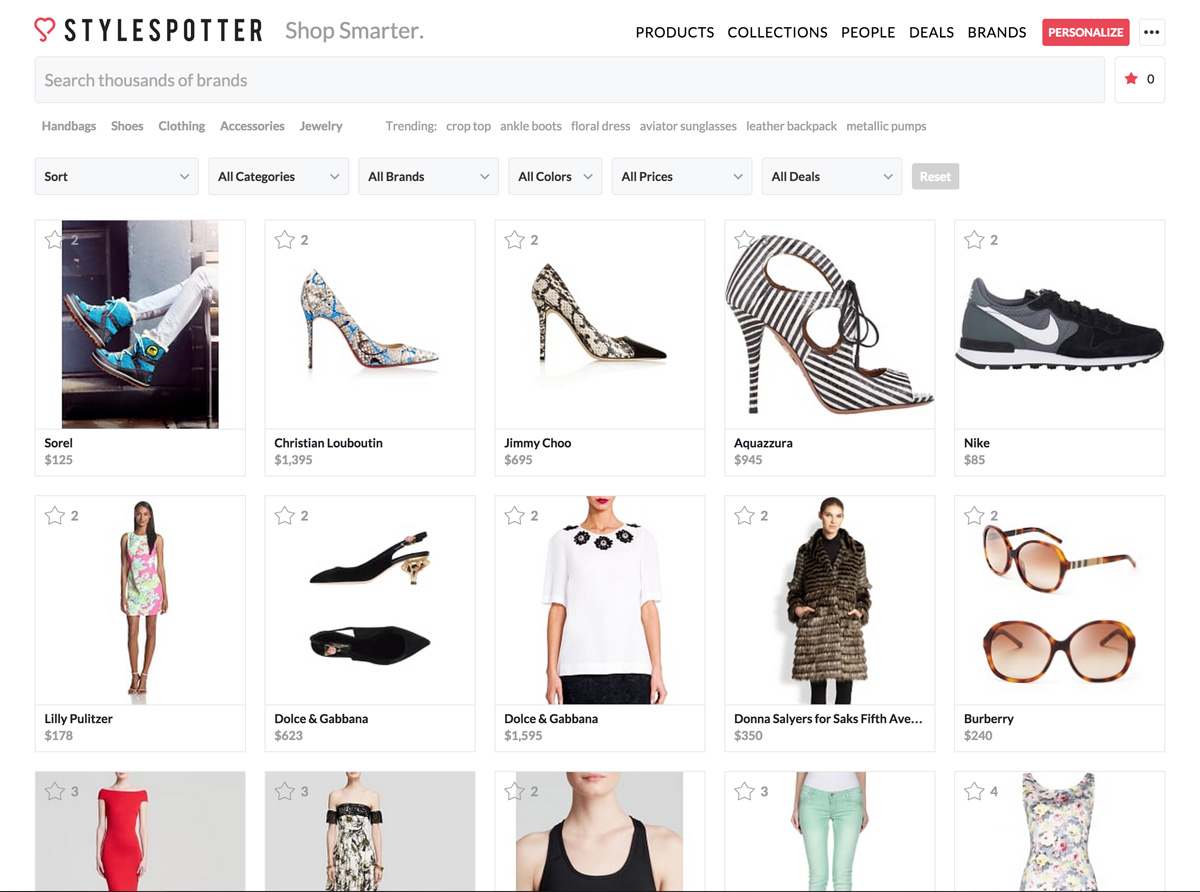 STYLESPOTTER Shop Smarter. PRODUCTS COLLECTIONS PEOPLE DEALS BRANDS PERSONALIZE •••
Search thousands of brands 0
Handbags Shoes Clothing Accessories Jewelry Trending: crop top ankle boots floral dress aviator sunglasses leather backpack metallic pumps
Sort All Categories All Brands All Colors All Prices All Deals Reset
2 2 2 2
Sorel Christian Louboutin Jimmy Choo Aquazzura Nike
$125 $1,395 $695 $945 $85
2 2 2 2 2
Lilly Pulitzer Dolce & Gabbana Dolce & Gabbana Donna Salyers for Saks Fifth Ave... Burberry
$178 $623 $1,595 $350 $240
3 3 2 3 4